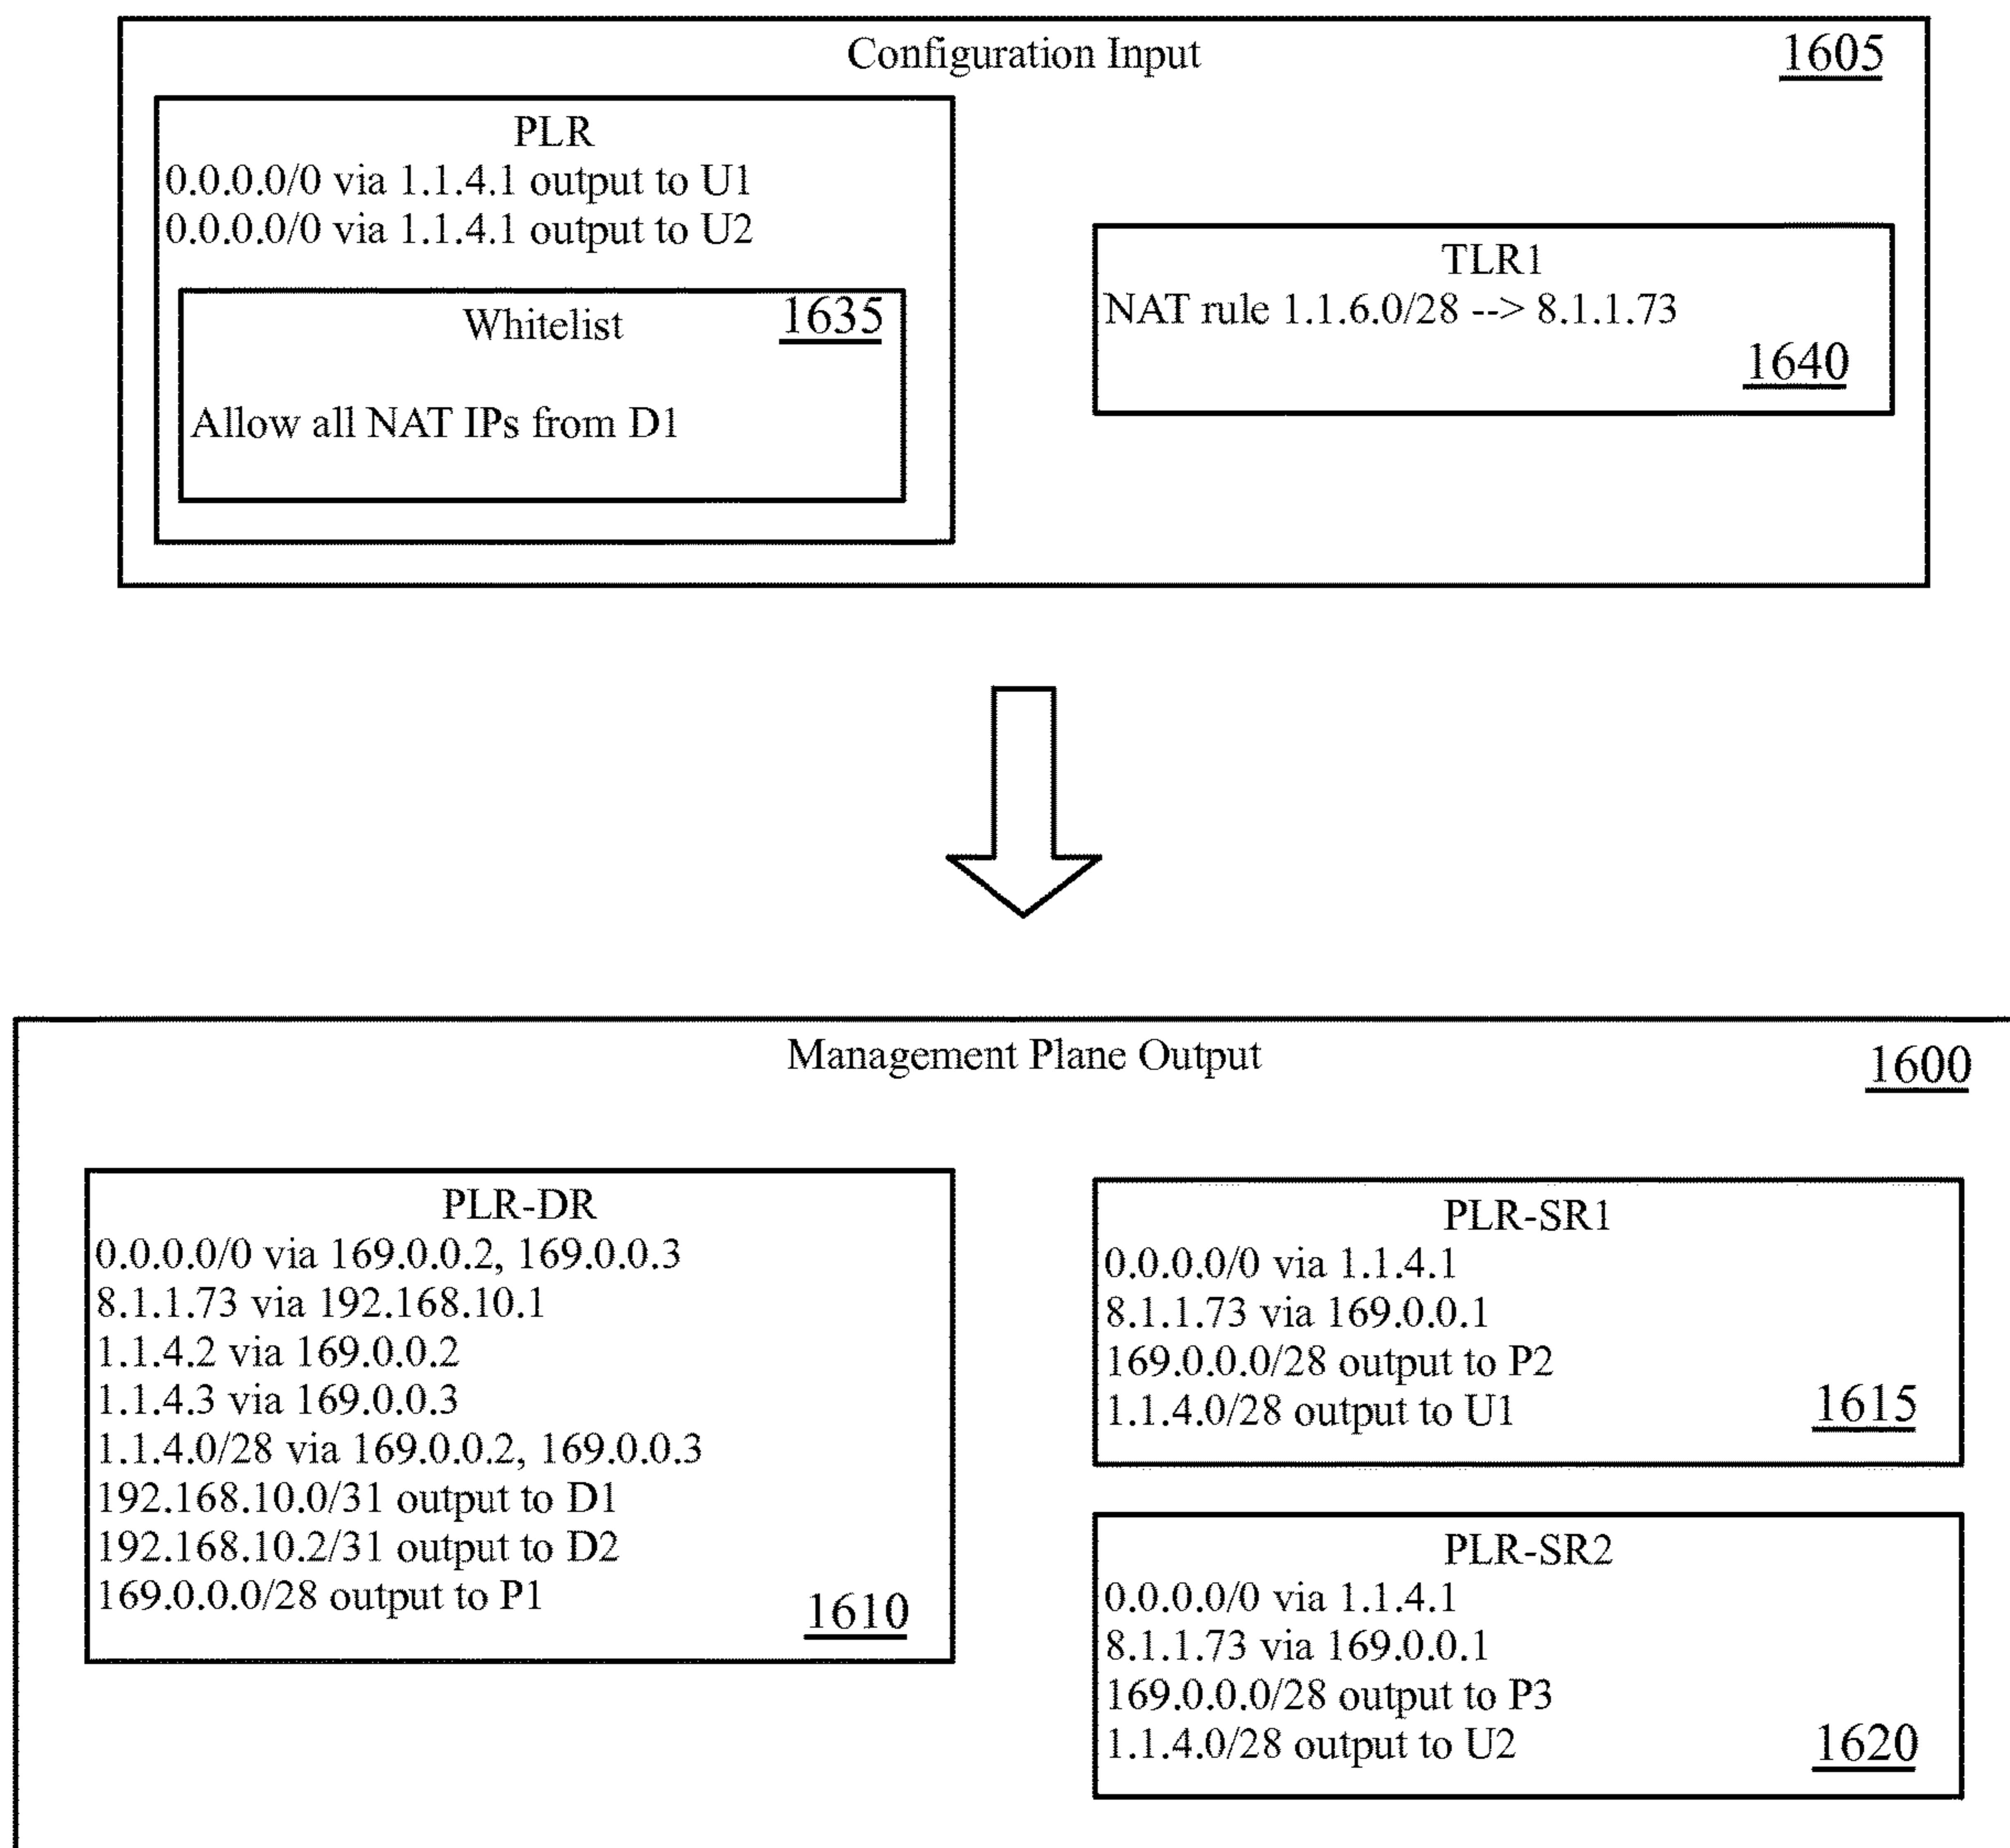 Configuration Input
1605
PLR
0.0.0.0/0 via 1.1.4.1 output to U1
0.0.0.0/0 via 1.1.4.1 output to U2
Whitelist
1635
Allow all NAT IPs from D1
TLR1
NAT rule 1.1.6.0/28 --> 8.1.1.73
1640
Management Plane Output
1600
PLR-DR
0.0.0.0/0 via 169.0.0.2, 169.0.0.3
8.1.1.73 via 192.168.10.1
1.1.4.2 via 169.0.0.2
1.1.4.3 via 169.0.0.3
1.1.4.0/28 via 169.0.0.2, 169.0.0.3
192.168.10.0/31 output to D1
192.168.10.2/31 output to D2
169.0.0.0/28 output to P1
1610
PLR-SR1
0.0.0.0/0 via 1.1.4.1
8.1.1.73 via 169.0.0.1
169.0.0.0/28 output to P2
1.1.4.0/28 output to U1
1615
PLR-SR2
0.0.0.0/0 via 1.1.4.1
8.1.1.73 via 169.0.0.1
169.0.0.0/28 output to P3
1.1.4.0/28 output to U2
1620